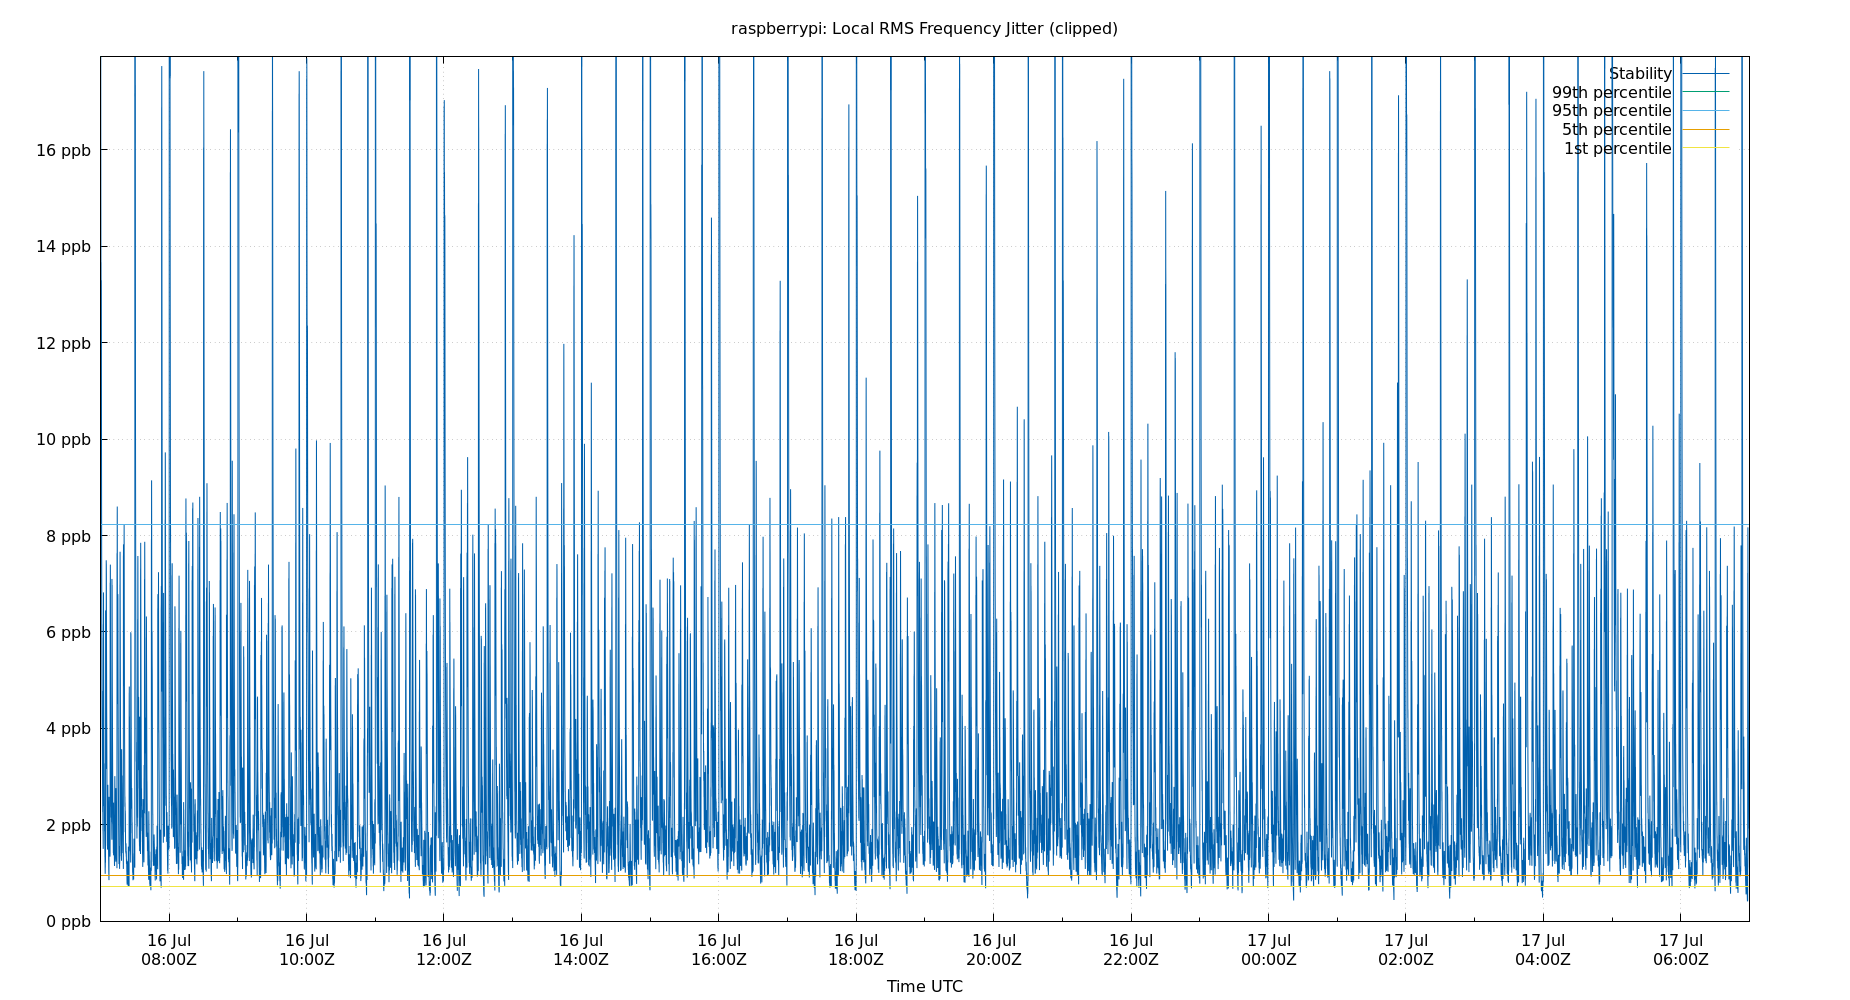 raspberrypi: Local RMS Frequency Jitter (clipped)
Stability
99th percentile
95th percentile
5th percentile
1st percentile
16 ppb
14 ppb
12 ppb
10 ppb
8 ppb
6 ppb
4 ppb
2 ppb
0 ppb
16 Jul 16 Jul 16 Jul 16 Jul 16 Jul 16 Jul 16 Jul 16 Jul 17 Jul 17 Jul 17 Jul 17 Jul
08:00Z 10:00Z 12:00Z 14:00Z 16:00Z 18:00Z 20:00Z 22:00Z 00:00Z 02:00Z 04:00Z 06:00Z
Time UTC